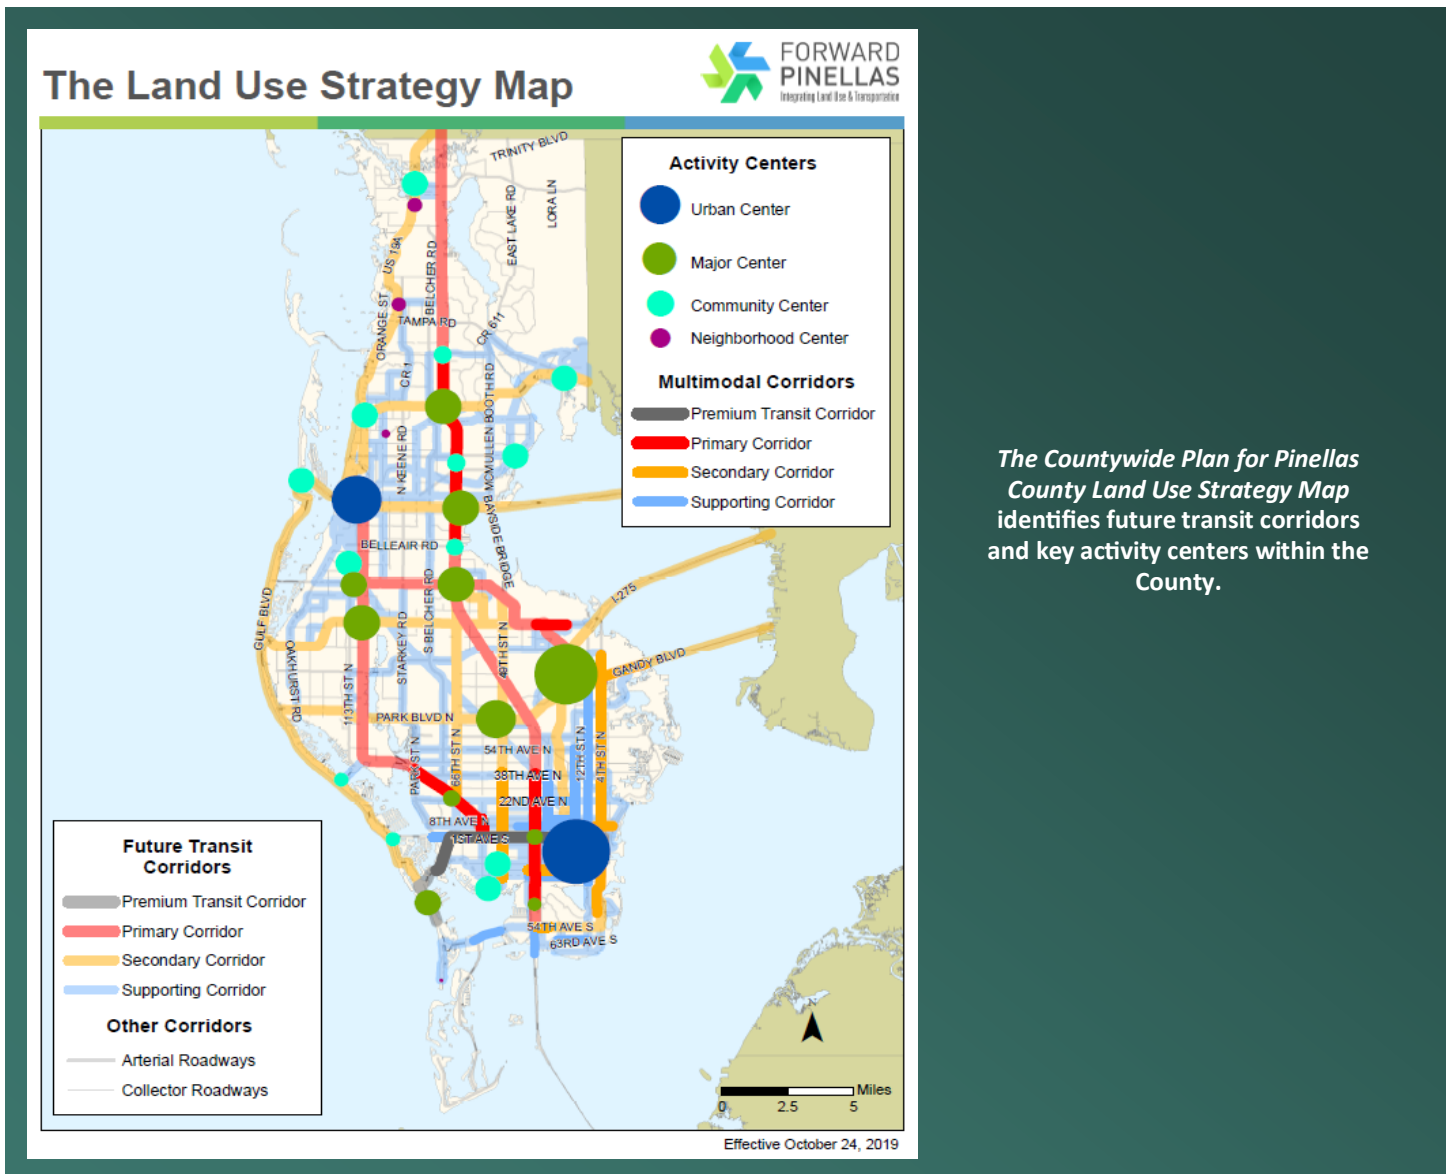 The Land Use Strategy Map
FORWARD
PINELLAS
Integrating Land Use & Transportation
TRINITY BLVD
EAST LAKE RD
LORA LN
US 19A
BELCHER RD
ORANGE ST
TAMPA RD
CR 611
CR 1
N KEENE RD
MCMULLEN BOOTH RD
BAYSIDE BRIDGE
BELLEAIR RD
I-275
GULF BLVD
S BELCHER RD
STARKEY RD
49TH ST N
OAKHURST RD
113TH ST N
GANDY BLVD
PARK BLVD N
PARK ST N
66TH ST N
54TH AVE N
12TH ST N
4TH ST N
38TH AVE N
22ND AVE N
8TH AVE N
1ST AVE S
54TH AVE S
63RD AVE S
Activity Centers
Urban Center
Major Center
Community Center
Neighborhood Center
Multimodal Corridors
Premium Transit Corridor
Primary Corridor
Secondary Corridor
Supporting Corridor
Future Transit
Corridors
Premium Transit Corridor
Primary Corridor
Secondary Corridor
Supporting Corridor
Other Corridors
Arterial Roadways
Collector Roadways
N
Miles
0 2.5 5
Effective October 24, 2019
The Countywide Plan for Pinellas
County Land Use Strategy Map
identifies future transit corridors
and key activity centers within the
County.